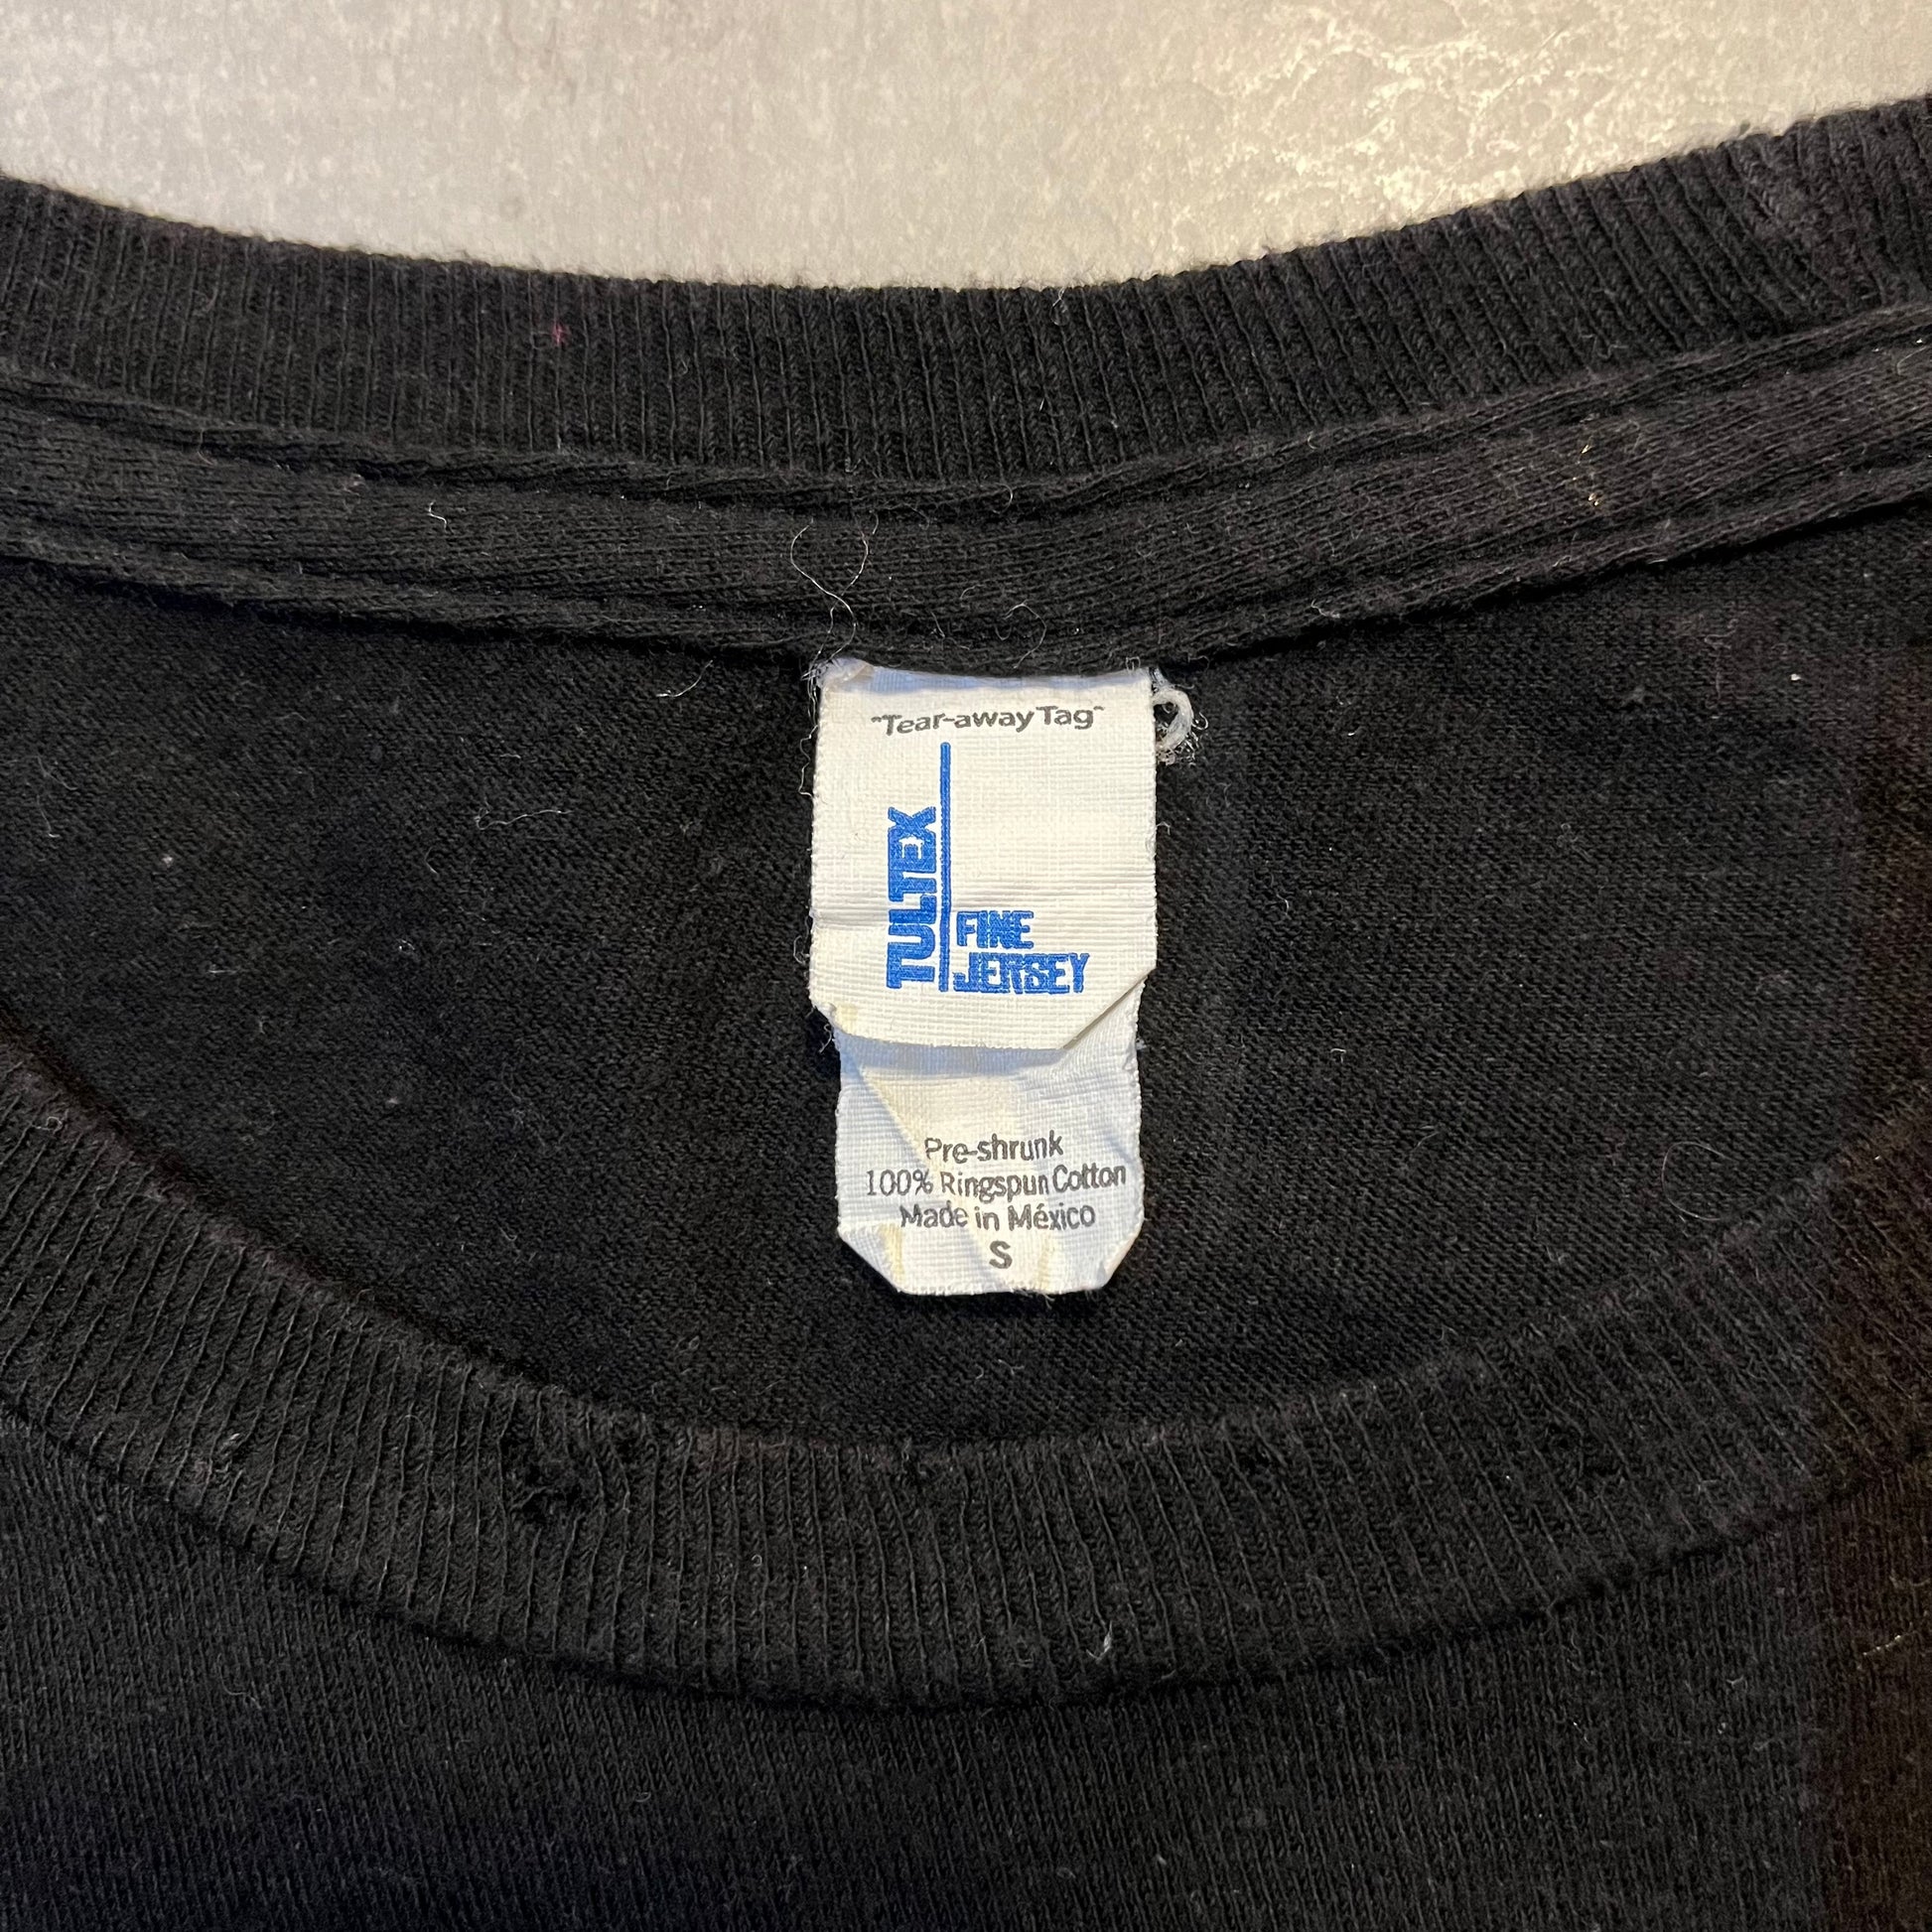 "Tear-away Tag"
TULTEX
FINE
JERSEY
Pre-shrunk
100% Ringspun Cotton
Made in México
S